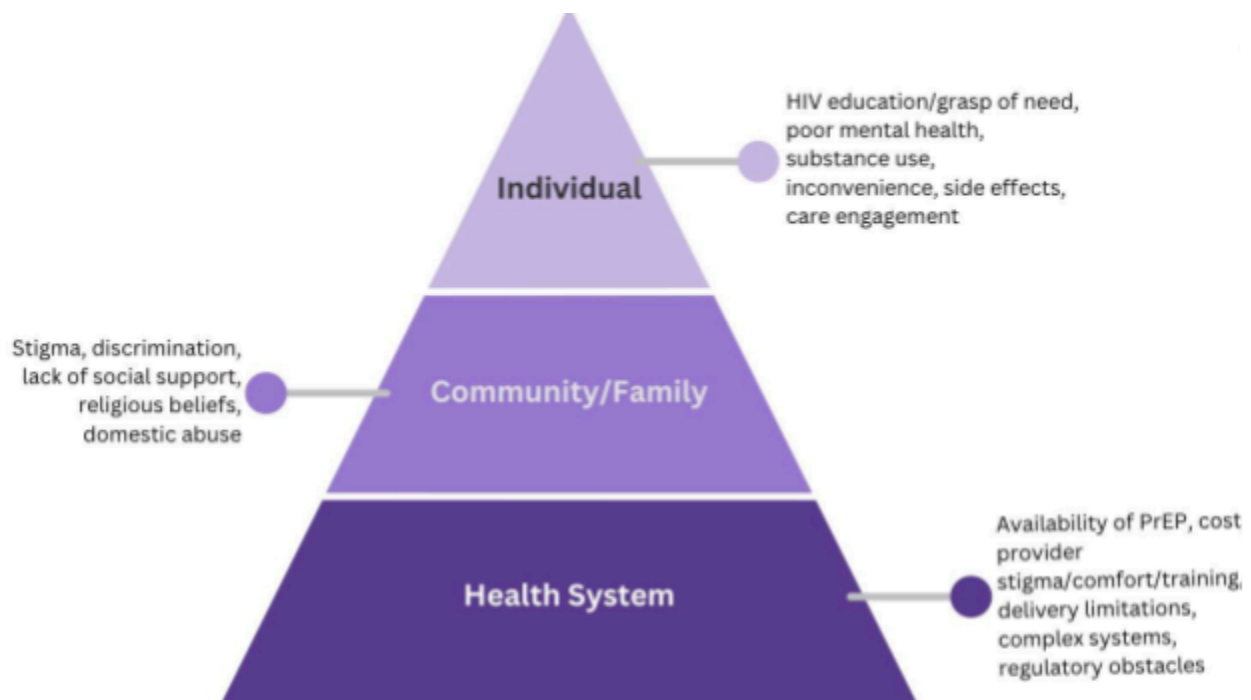 HIV education/grasp of need,
poor mental health,
substance use,
inconvenience, side effects,
care engagement
Individual
Stigma, discrimination,
lack of social support,
religious beliefs,
domestic abuse
Community/Family
Availability of PrEP, cost
provider
stigma/comfort/training,
delivery limitations,
complex systems,
regulatory obstacles
Health System